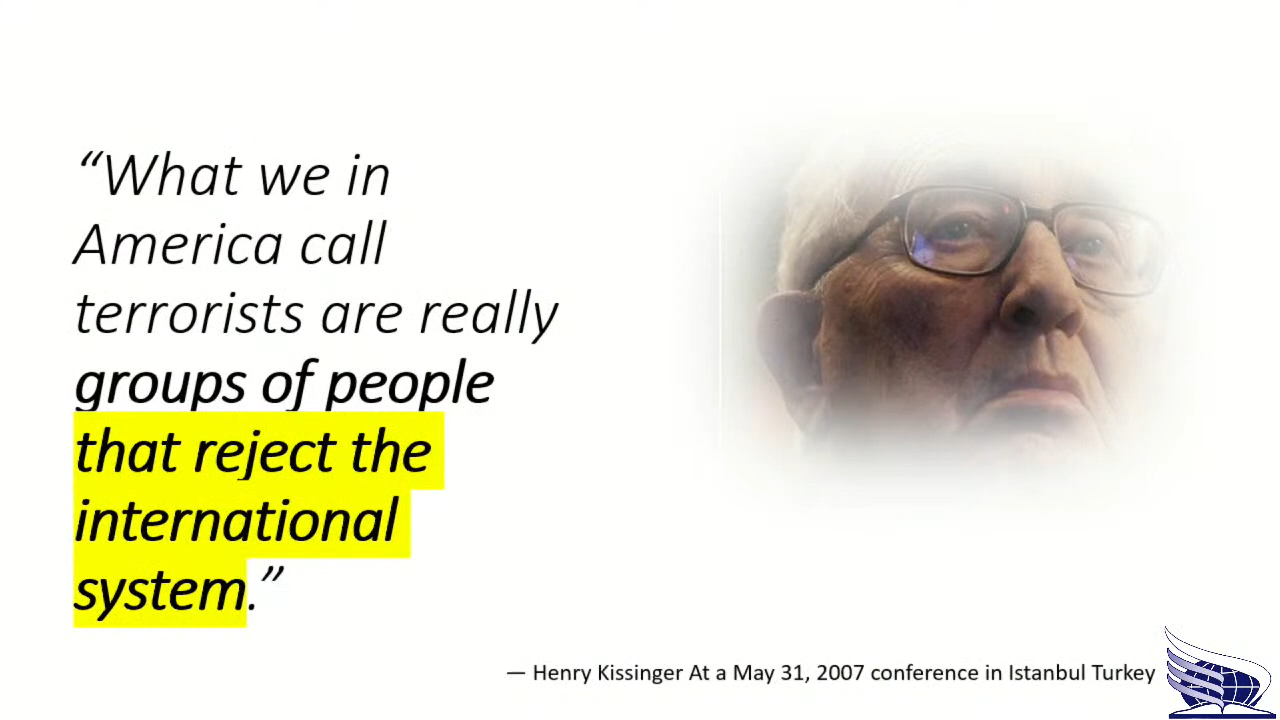 “What we in
America call
terrorists are really
groups of people
that reject the
international
system.”
— Henry Kissinger At a May 31, 2007 conference in Istanbul Turkey